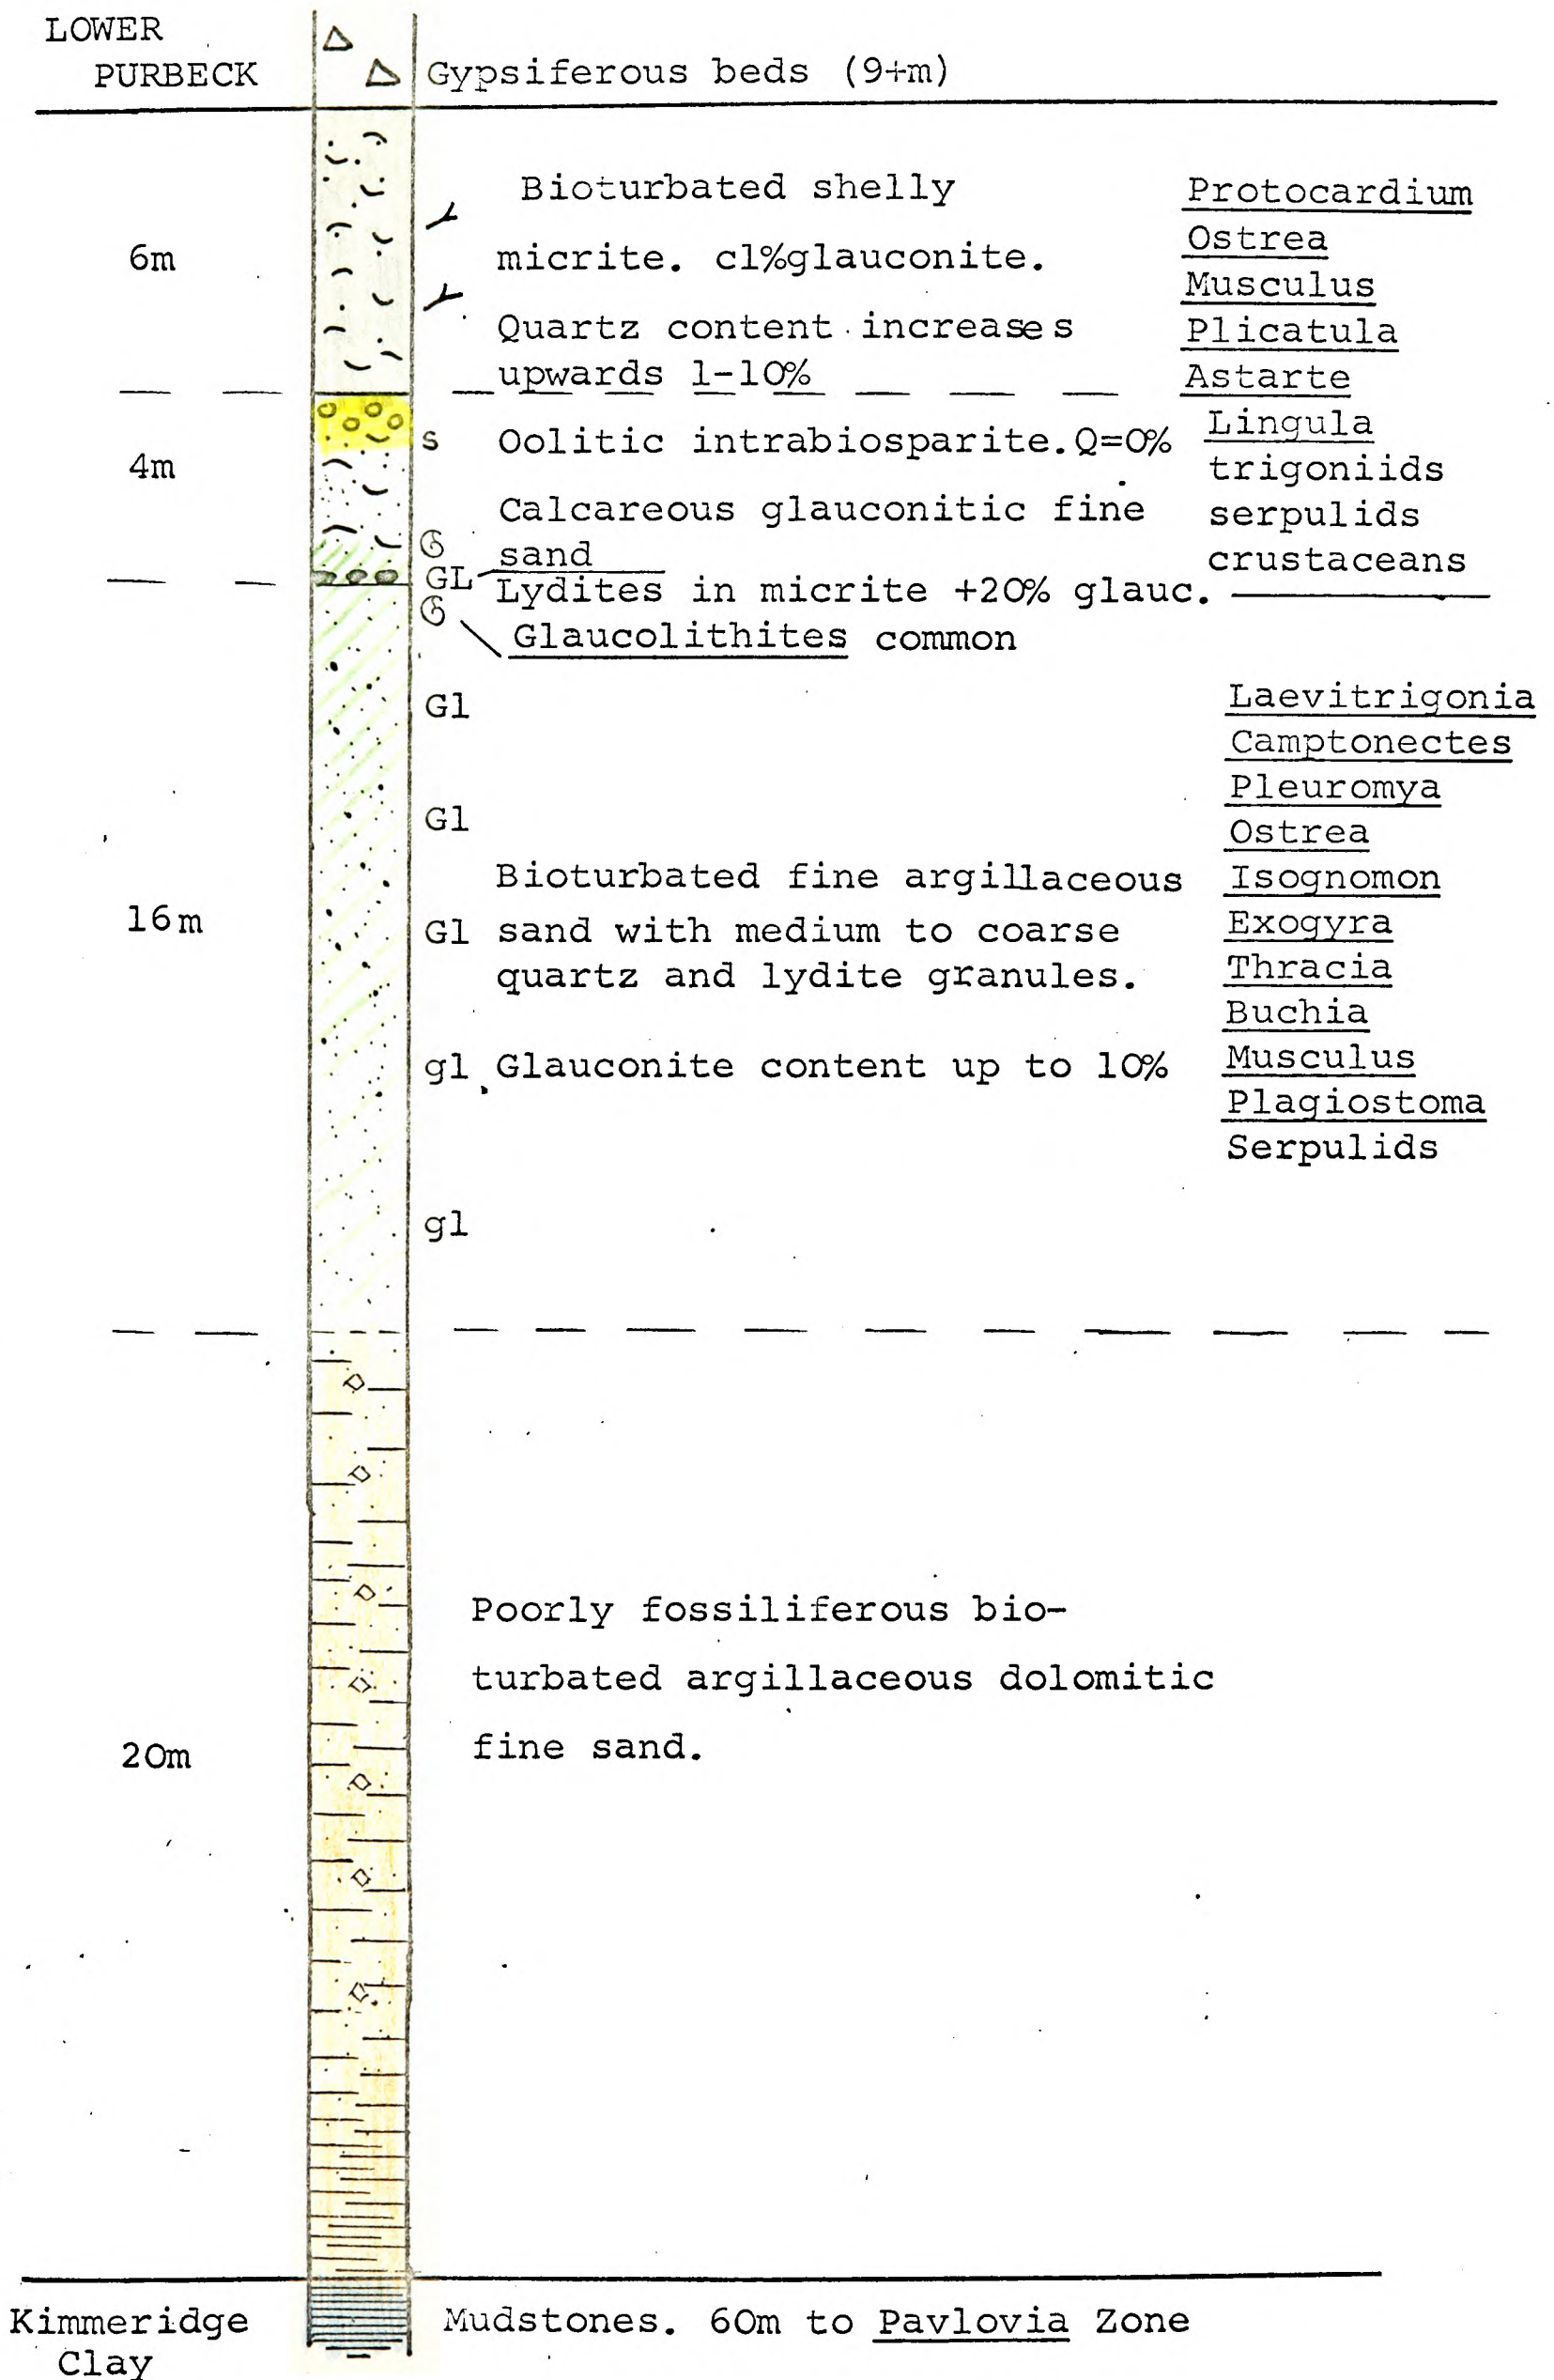 LOWER
PURBECK
Gypsiferous beds (9+m)
6m
Bioturbated shelly
micrite. cl%glauconite.
Quartz content increases
upwards 1-10%
Protocardium
Ostrea
Musculus
Plicatula
Astarte
4m
s Oolitic intrabiosparite. Q=0%
Calcareous glauconitic fine
sand
GL Lydites in micrite +20% glauc.
Glaucolithites common
Lingula
trigoniids
serpulids
crustaceans
16m
Gl
Gl
Bioturbated fine argillaceous
Gl sand with medium to coarse
quartz and lydite granules.
gl Glauconite content up to 10%
gl
Laevitrigonia
Camptonectes
Pleuromya
Ostrea
Isognomon
Exogyra
Thracia
Buchia
Musculus
Plagiostoma
Serpulids
20m
Poorly fossiliferous bio-
turbated argillaceous dolomitic
fine sand.
Kimmeridge
Clay
Mudstones. 60m to Pavlovia Zone